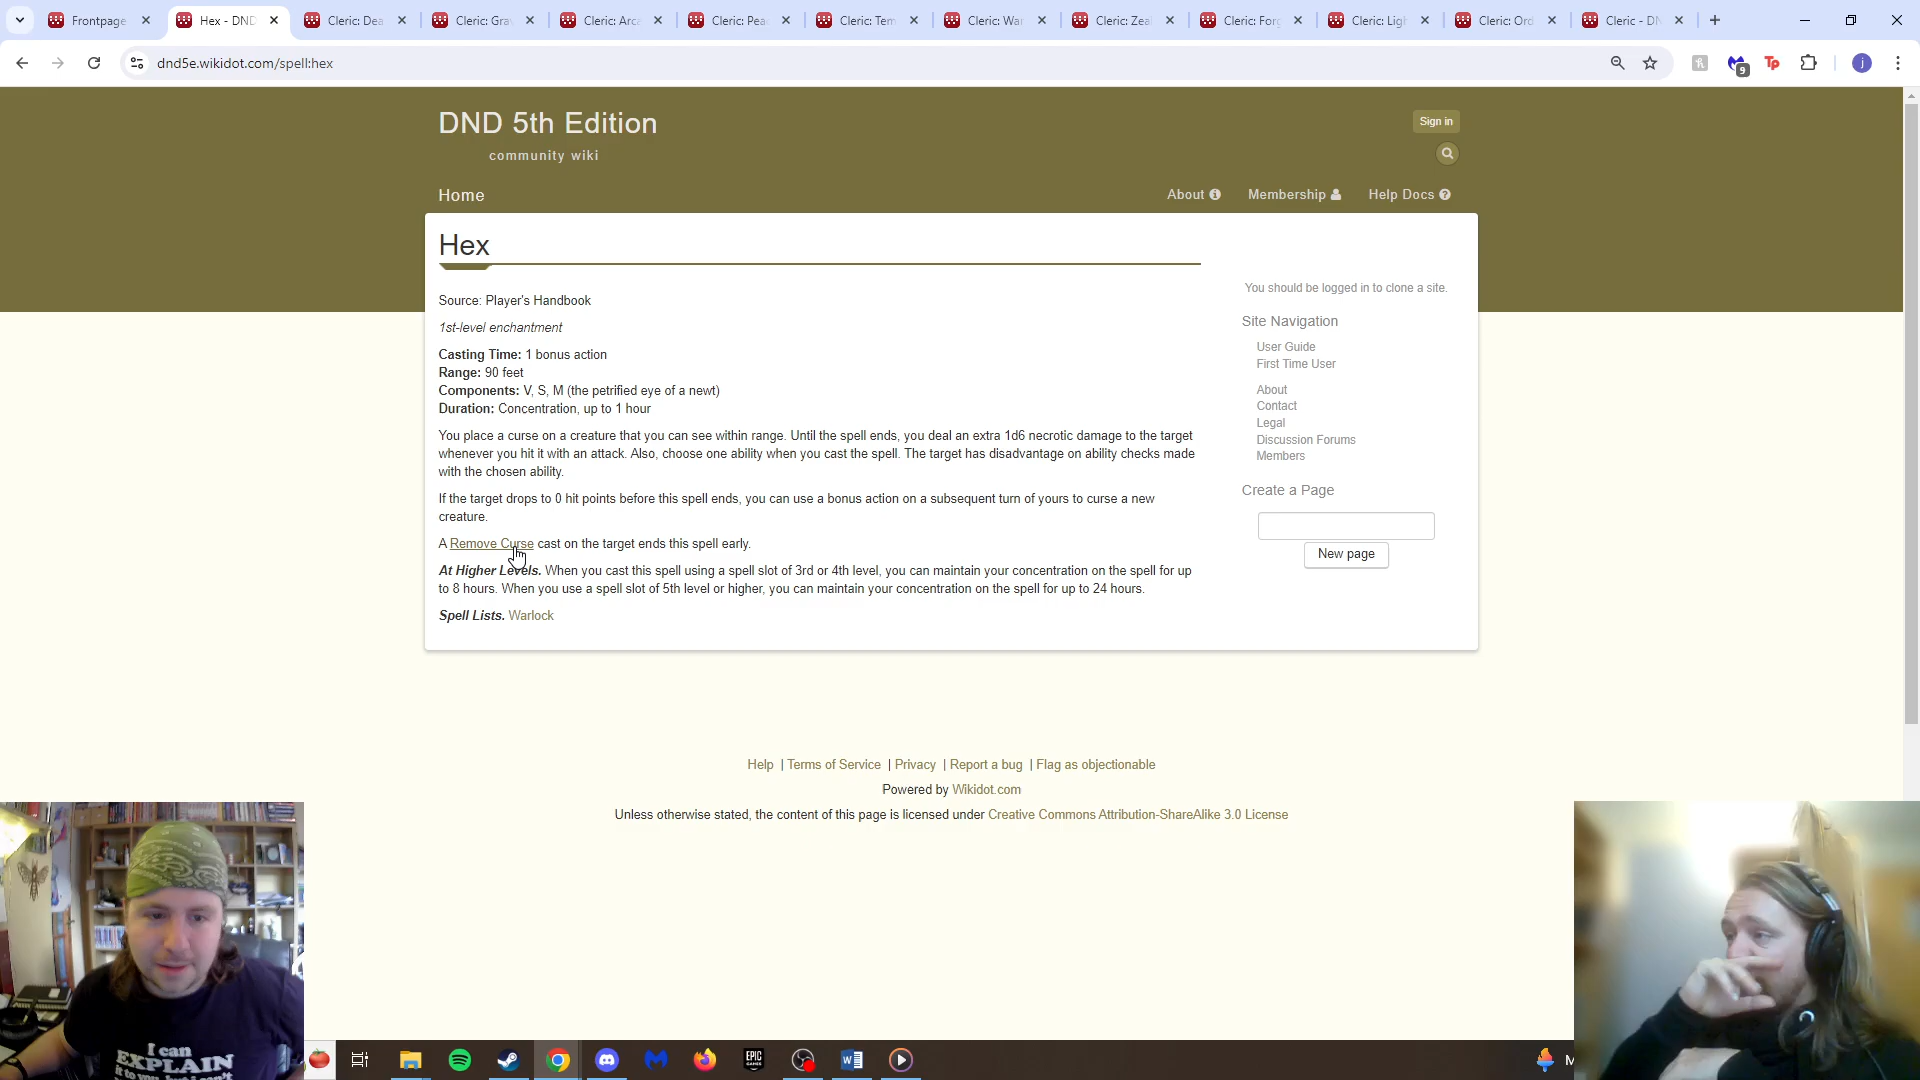 Frontpage
Hex - DND
Cleric: Dea
Cleric: Gra
Cleric: Arca
Cleric: Pea
Cleric: Tem
Cleric: Wa
Cleric: Zeal
Cleric: For
Cleric: Ligh
Cleric: Ord
Cleric - DN
dnd5e.wikidot.com/spell:hex
9
Tp
j
DND 5th Edition
community wiki
Sign in
Home
About
Membership
Help Docs
Hex
Source: Player's Handbook
1st-level enchantment
Casting Time: 1 bonus action
Range: 90 feet
Components: V, S, M (the petrified eye of a newt)
Duration: Concentration, up to 1 hour
You place a curse on a creature that you can see within range. Until the spell ends, you deal an extra 1d6 necrotic damage to the target
whenever you hit it with an attack. Also, choose one ability when you cast the spell. The target has disadvantage on ability checks made
with the chosen ability.
If the target drops to 0 hit points before this spell ends, you can use a bonus action on a subsequent turn of yours to curse a new
creature.
A Remove Curse cast on the target ends this spell early.
At Higher Levels. When you cast this spell using a spell slot of 3rd or 4th level, you can maintain your concentration on the spell for up
to 8 hours. When you use a spell slot of 5th level or higher, you can maintain your concentration on the spell for up to 24 hours.
Spell Lists. Warlock
You should be logged in to clone a site.
Site Navigation
User Guide
First Time User
About
Contact
Legal
Discussion Forums
Members
Create a Page
New page
Help | Terms of Service | Privacy | Report a bug | Flag as objectionable
Powered by Wikidot.com
Unless otherwise stated, the content of this page is licensed under Creative Commons Attribution-ShareAlike 3.0 License
I can
EXPLAIN
EPIC
GAMES
M